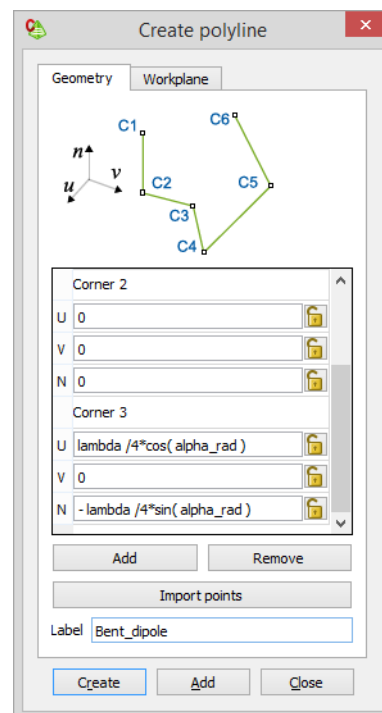 Create polyline
Geometry Workplane
C1
C6
n
v
u
C2
C5
C3
C4
Corner 2
U 0
V 0
N 0
Corner 3
U lambda /4*cos( alpha_rad )
V 0
N - lambda /4*sin( alpha_rad )
Add Remove
Import points
Label Bent_dipole
Create Add Close